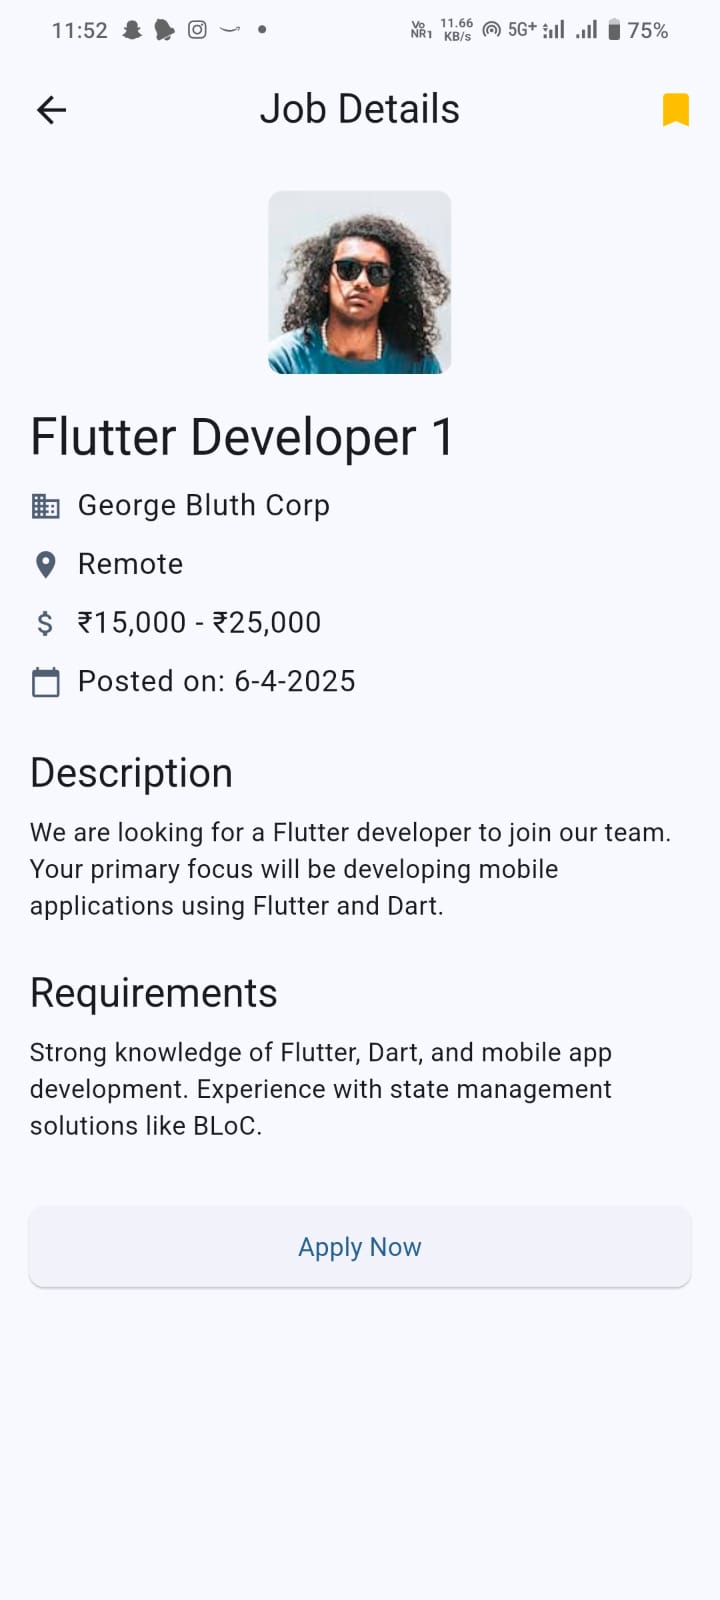 11:52
Vo
NR1
11.66
KB/s
5G+
75%
Job Details
Flutter Developer 1
George Bluth Corp
Remote
$ ₹15,000 - ₹25,000
Posted on: 6-4-2025
Description
We are looking for a Flutter developer to join our team.
Your primary focus will be developing mobile
applications using Flutter and Dart.
Requirements
Strong knowledge of Flutter, Dart, and mobile app
development. Experience with state management
solutions like BLoC.
Apply Now